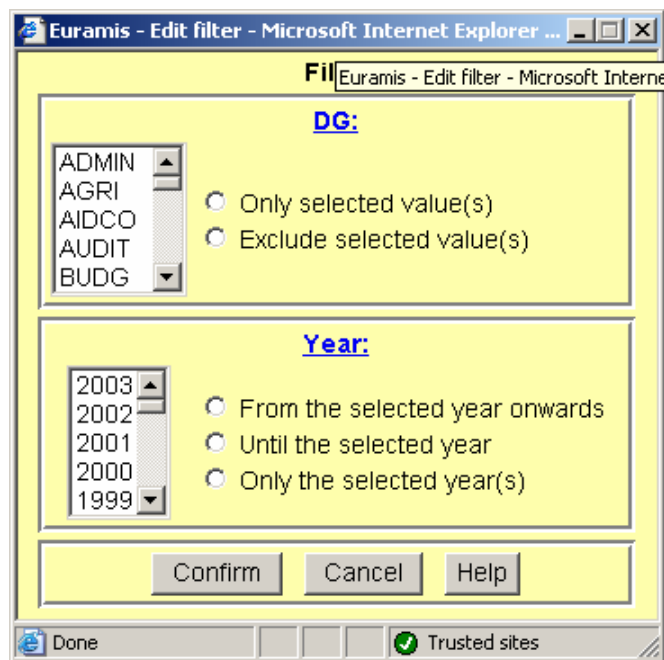 Euramis - Edit filter - Microsoft Internet Explorer ...
Fil
Euramis - Edit filter - Microsoft Interne
DG:
ADMIN
AGRI
AIDCO
AUDIT
BUDG
Only selected value(s)
Exclude selected value(s)
Year:
2003
2002
2001
2000
1999
From the selected year onwards
Until the selected year
Only the selected year(s)
Confirm Cancel Help
Done Trusted sites